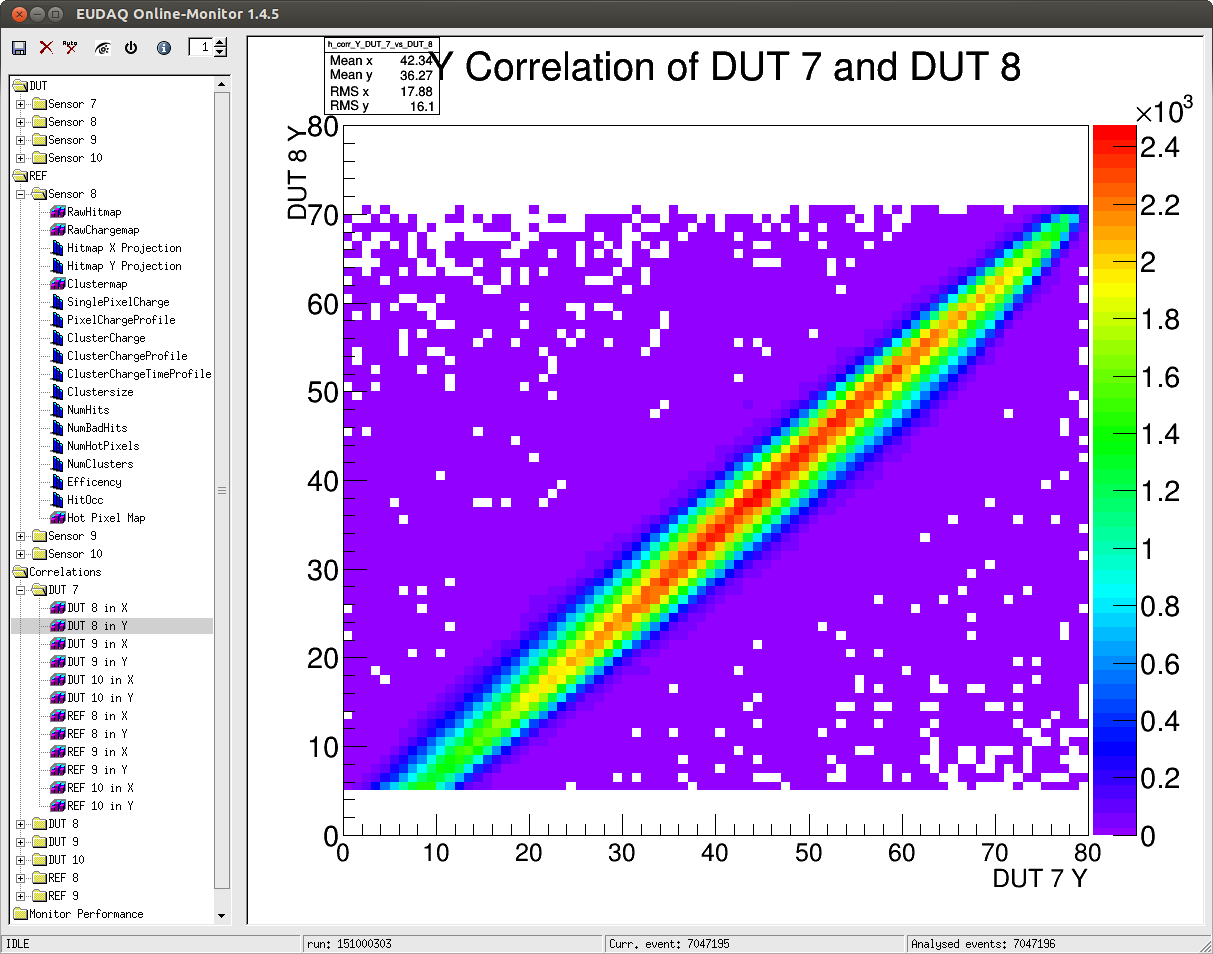 EUDAQ Online-Monitor 1.4.5
Auto
1
DUT
Sensor 7
Sensor 8
Sensor 9
Sensor 10
REF
Sensor 8
RawHitmap
RawChargemap
Hitmap X Projection
Hitmap Y Projection
Clustermap
SinglePixelCharge
PixelChargeProfile
ClusterCharge
ClusterChargeProfile
ClusterChargeTimeProfile
Clustersize
NumHits
NumBadHits
NumHotPixels
NumClusters
Efficency
HitOcc
Hot Pixel Map
Sensor 9
Sensor 10
Correlations
DUT 7
DUT 8 in X
DUT 8 in Y
DUT 9 in X
DUT 9 in Y
DUT 10 in X
DUT 10 in Y
REF 8 in X
REF 8 in Y
REF 9 in X
REF 9 in Y
REF 10 in X
REF 10 in Y
DUT 8
DUT 9
DUT 10
REF 8
REF 9
Monitor Performance
h_corr_Y_DUT_7_vs_DUT_8
Mean x 42.34
Mean y 36.27
RMS x 17.88
RMS y 16.1
Y Correlation of DUT 7 and DUT 8
DUT 8 Y
80
70
60
50
40
30
20
10
0
0 10 20 30 40 50 60 70 80
DUT 7 Y
×10³
2.4
2.2
2
1.8
1.6
1.4
1.2
1
0.8
0.6
0.4
0.2
0
IDLE
run: 151000303
Curr. event: 7047195
Analysed events: 7047196